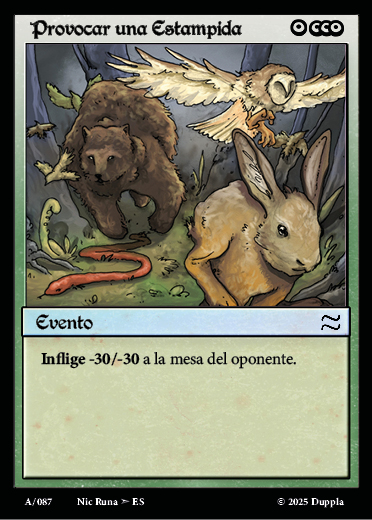 Provocar una Estampida
Evento
Inflige -30/-30 a la mesa del oponente.
A/087 Nic Runa ➣ ES © 2025 Duppla